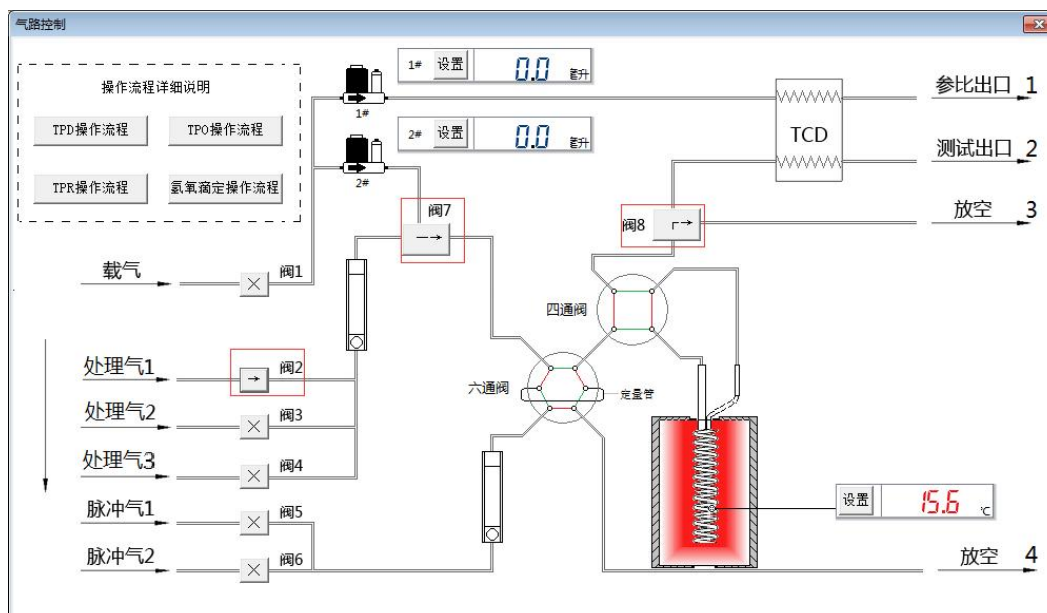 气路控制
操作流程详细说明
TPD操作流程
TPO操作流程
TPR操作流程
氢氧滴定操作流程
1# 设置 0.0 毫升
1#
2# 设置 0.0 毫升
2#
TCD
参比出口 1
测试出口 2
放空 3
阀7
阀8
载气
阀1
四通阀
处理气1
阀2
六通阀
定量管
处理气2
阀3
处理气3
阀4
脉冲气1
阀5
设置 15.6 ℃
脉冲气2
阀6
放空 4